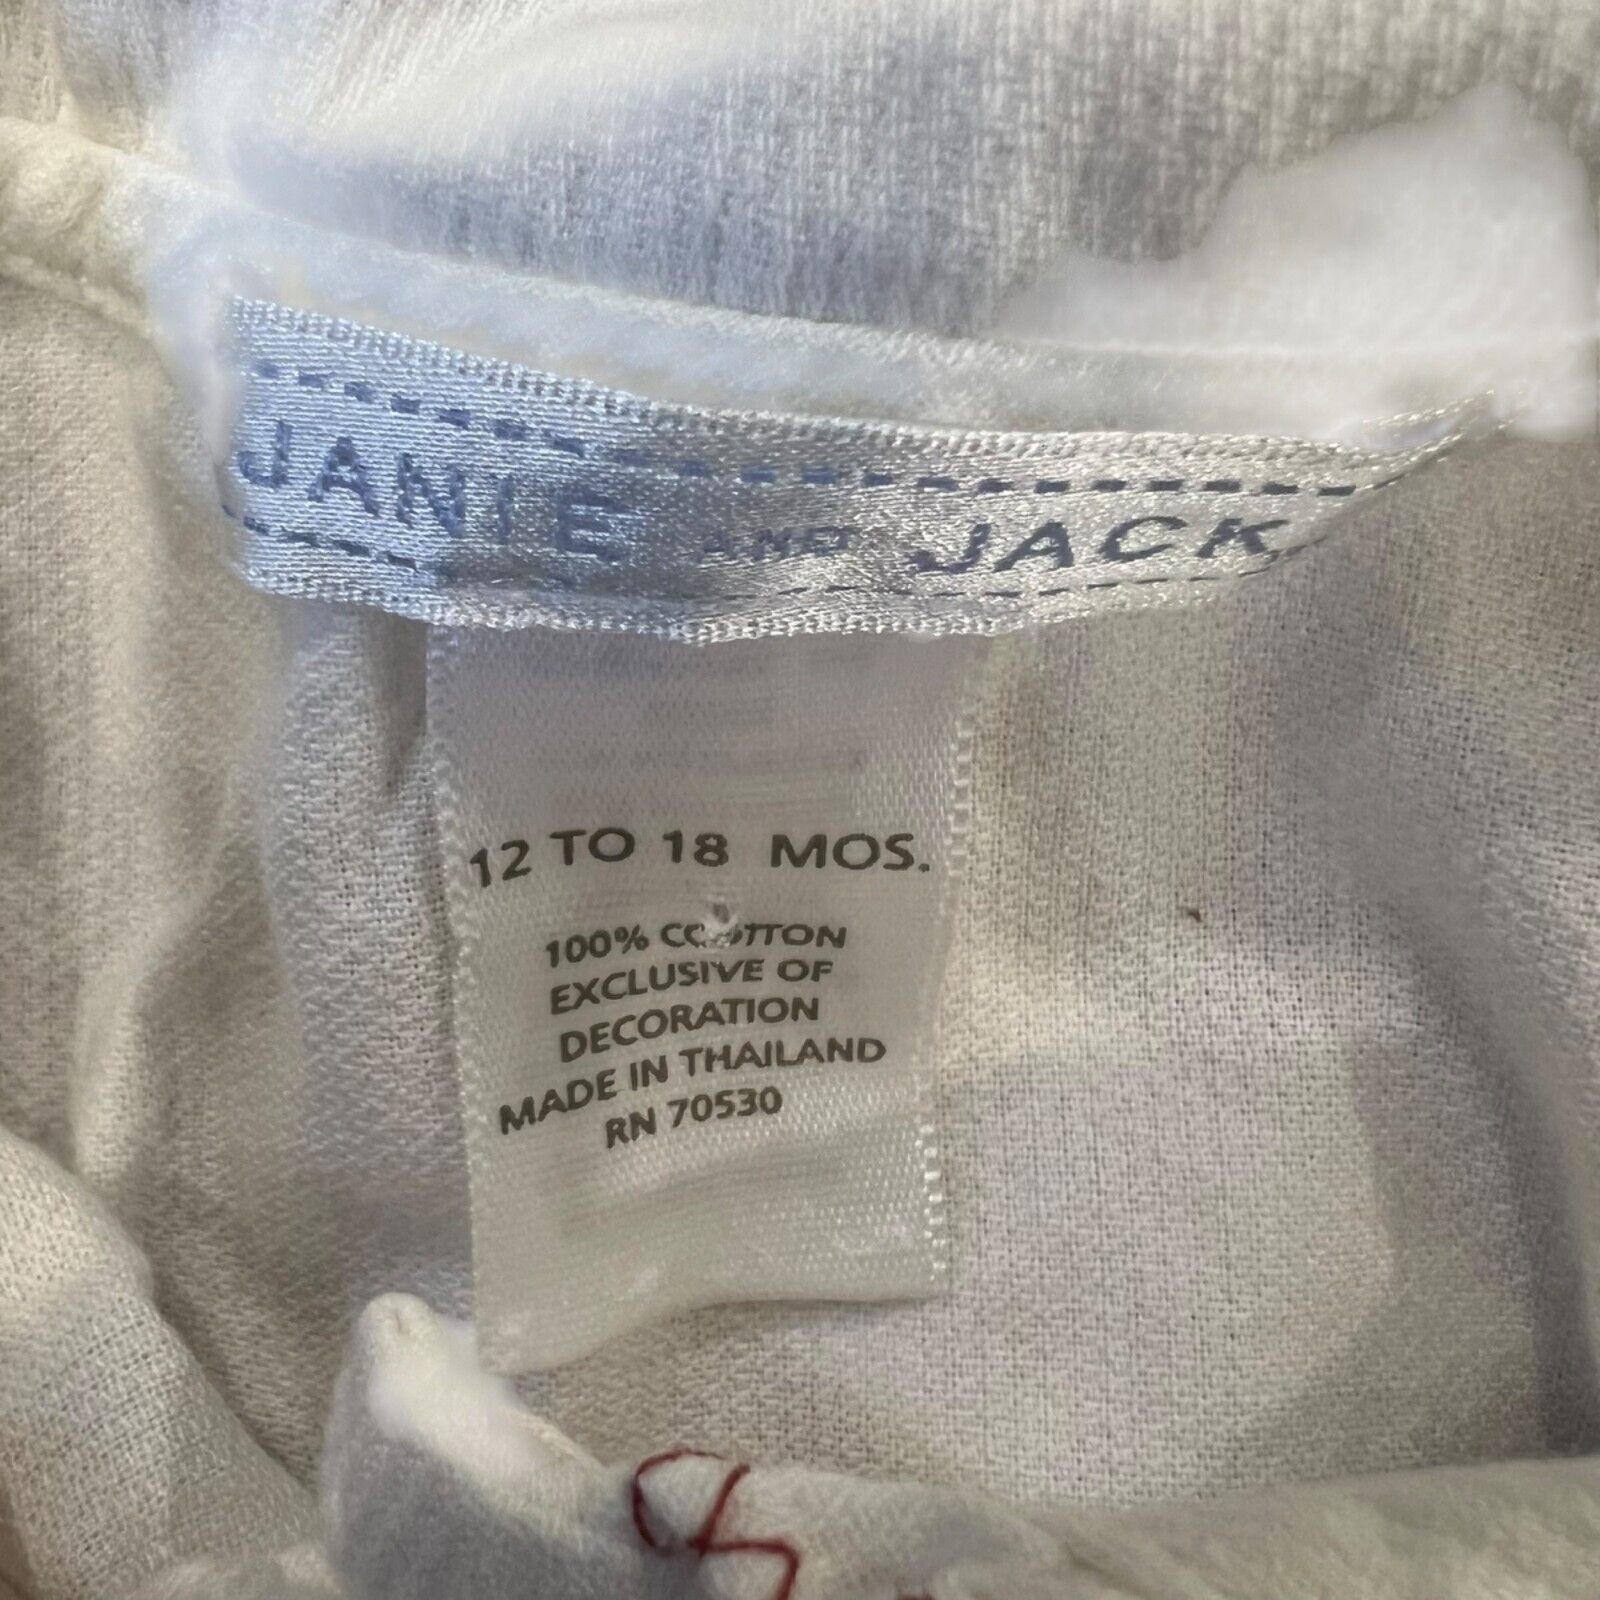 JANIE AND JACK
12 TO 18 MOS.
100% COTTON
EXCLUSIVE OF
DECORATION
MADE IN THAILAND
RN 70530